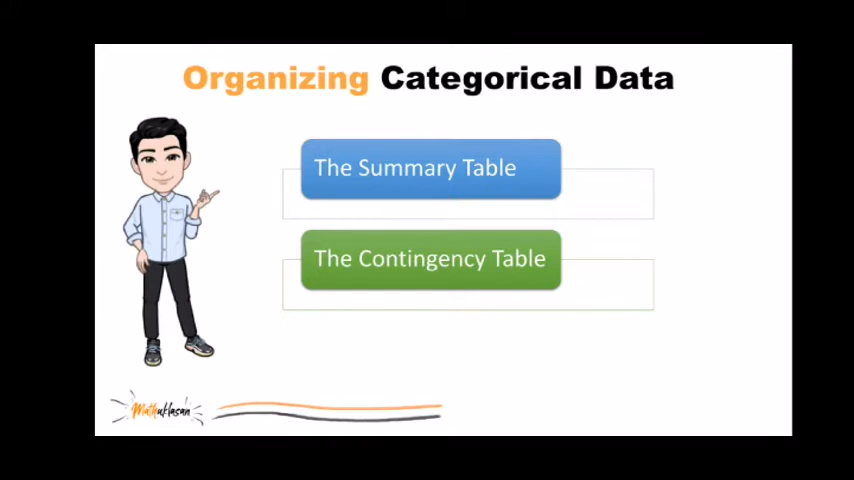 Organizing Categorical Data
The Summary Table
The Contingency Table
Mathuklasan